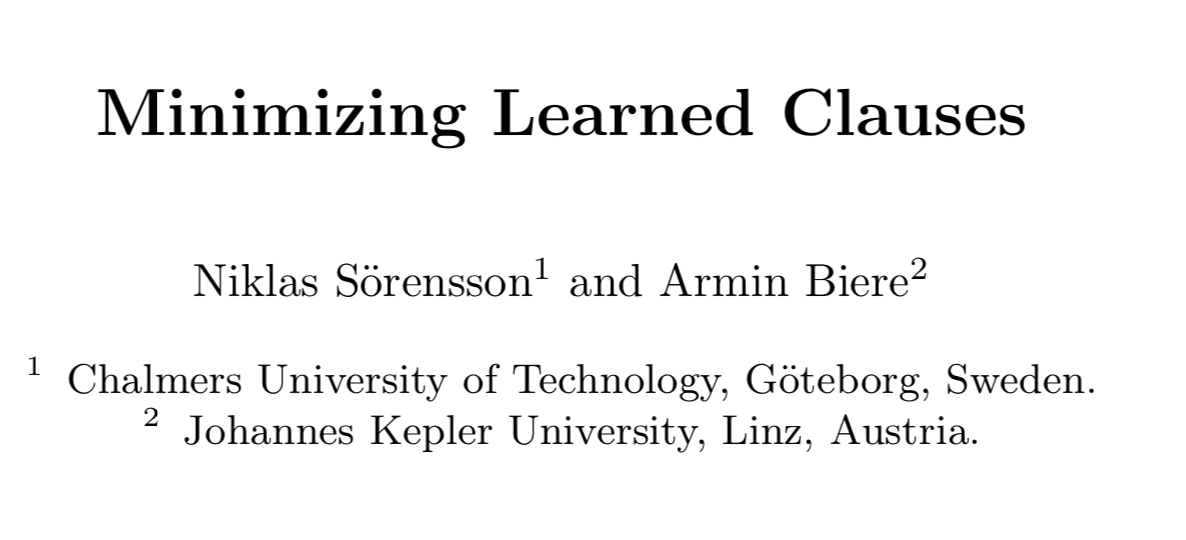 Minimizing Learned Clauses
Niklas Sörensson¹ and Armin Biere²
¹ Chalmers University of Technology, Göteborg, Sweden.
² Johannes Kepler University, Linz, Austria.